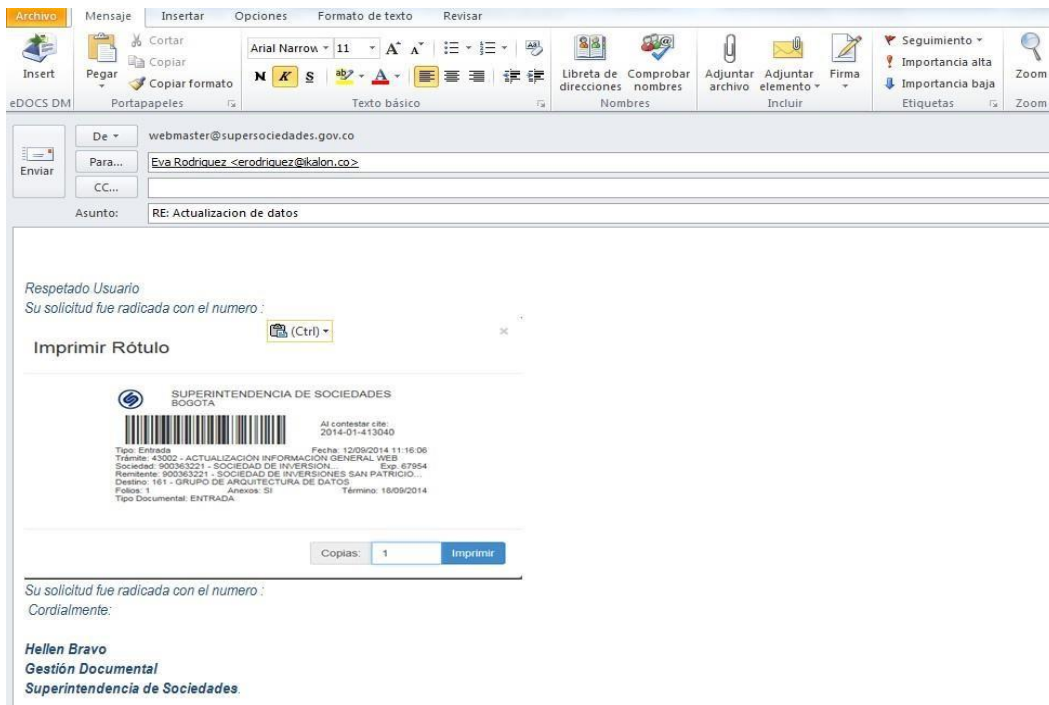 Archivo Mensaje Insertar Opciones Formato de texto Revisar
Insert
eDOCS DM
Pegar
Cortar
Copiar
Copiar formato
Portapapeles
Arial Narrow 11
N K S
Texto básico
Libreta de direcciones
Comprobar nombres
Nombres
Adjuntar archivo
Adjuntar elemento
Firma
Incluir
Seguimiento
Importancia alta
Importancia baja
Etiquetas
Zoom
Zoom
Enviar
De webmaster@supersociedades.gov.co
Para... Eva Rodriquez <erodriquez@ikalon.co>
CC...
Asunto: RE: Actualizacion de datos
Respetado Usuario
Su solicitud fue radicada con el numero :
(Ctrl)
Imprimir Rótulo
SUPERINTENDENCIA DE SOCIEDADES
BOGOTA
Al contestar cite:
2014-01-413040
Tipo: Entrada Fecha: 12/09/2014 11:16:06
Trámite: 43002 - ACTUALIZACIÓN INFORMACIÓN GENERAL WEB
Sociedad: 900363221 - SOCIEDAD DE INVERSION... Exp. 67954
Remitente: 900363221 - SOCIEDAD DE INVERSIONES SAN PATRICIO...
Destino: 161 - GRUPO DE ARQUITECTURA DE DATOS
Folios: 1 Anexos: SI Término: 16/09/2014
Tipo Documental: ENTRADA
Copias: 1 Imprimir
Su solicitud fue radicada con el numero :
Cordialmente:
Hellen Bravo
Gestión Documental
Superintendencia de Sociedades.